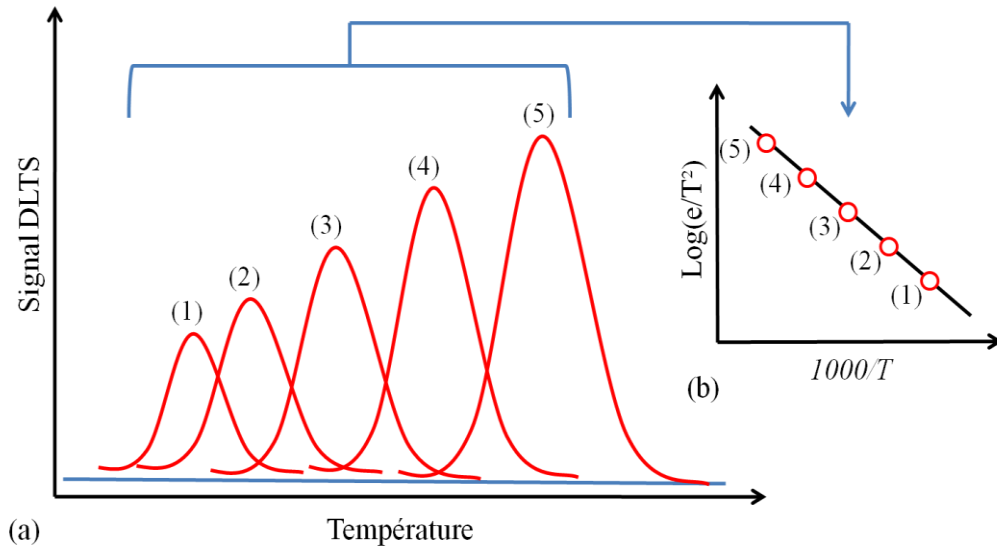 Signal DLTS
(1)
(2)
(3)
(4)
(5)
Température
(a)
Log(e/T²)
(5)
(4)
(3)
(2)
(1)
1000/T
(b)